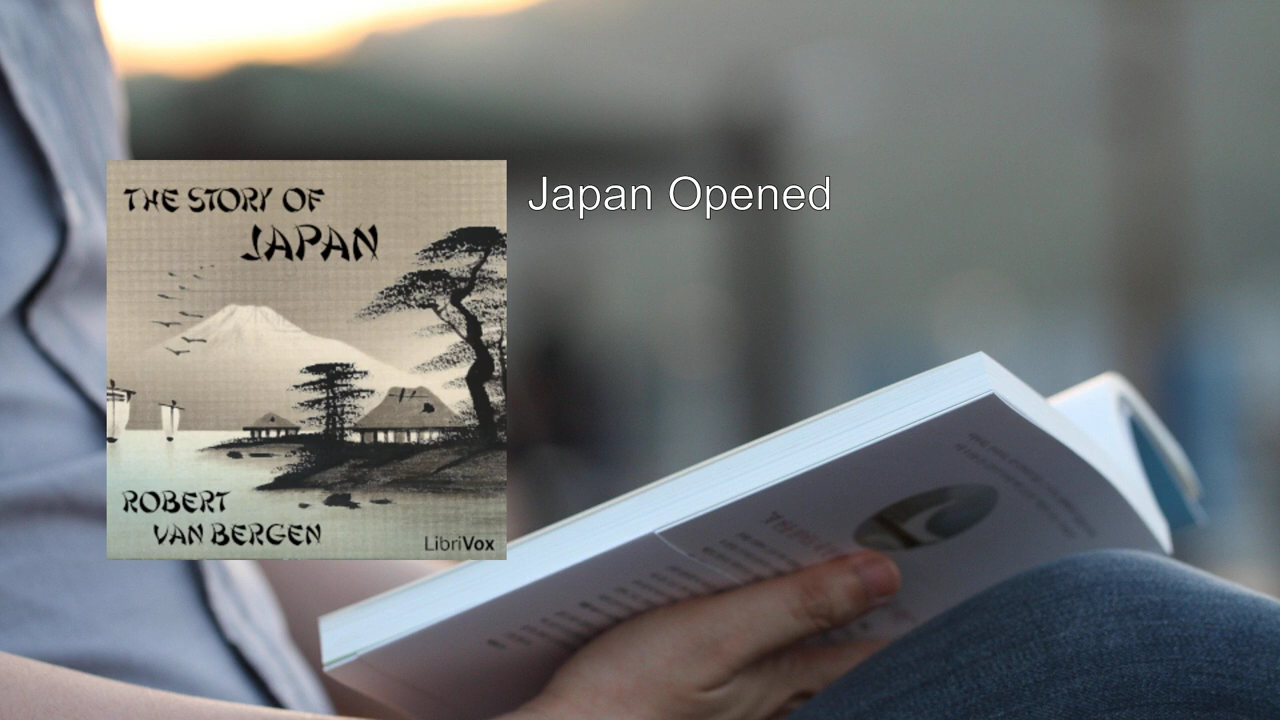 THE STORY OF
JAPAN
Japan Opened
ROBERT
VAN BERGEN
LibriVox